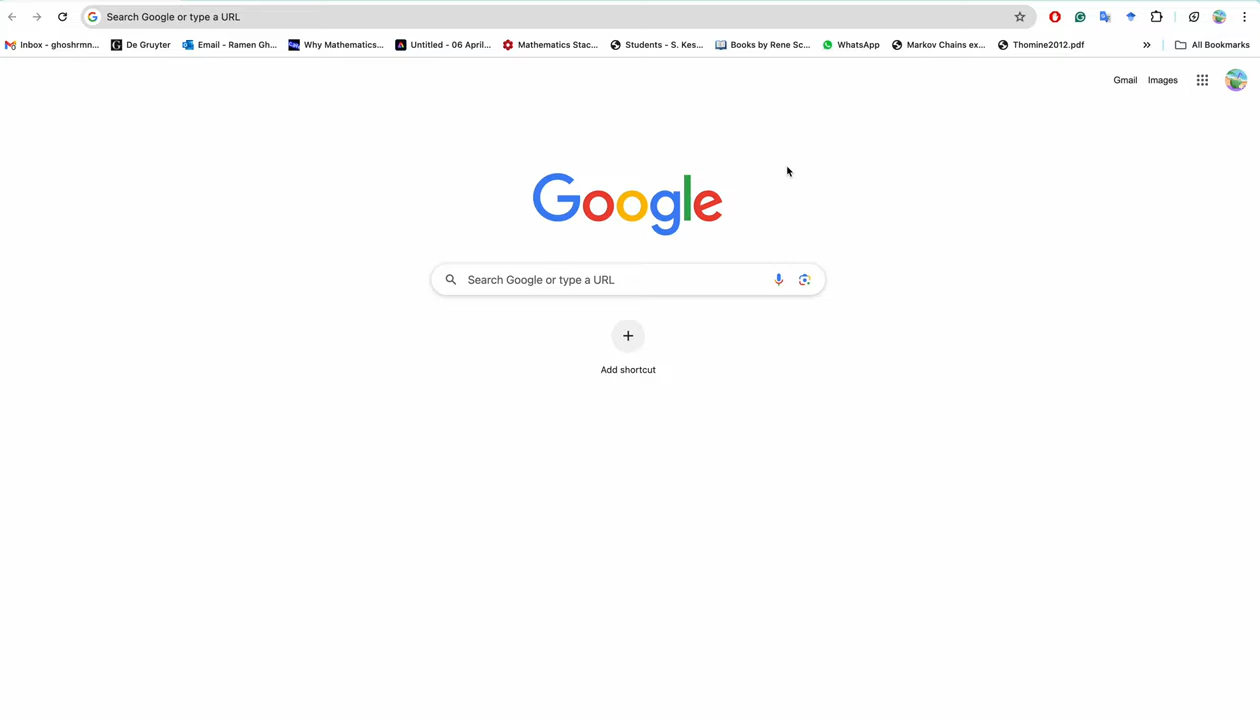 Search Google or type a URL
Inbox - ghoshrmn... De Gruyter Email - Ramen Gh... Why Mathematics... Untitled - 06 April... Mathematics Stac... Students - S. Kes... Books by Rene Sc... WhatsApp Markov Chains ex... Thomine2012.pdf » All Bookmarks
Gmail Images
Google
Search Google or type a URL
Add shortcut